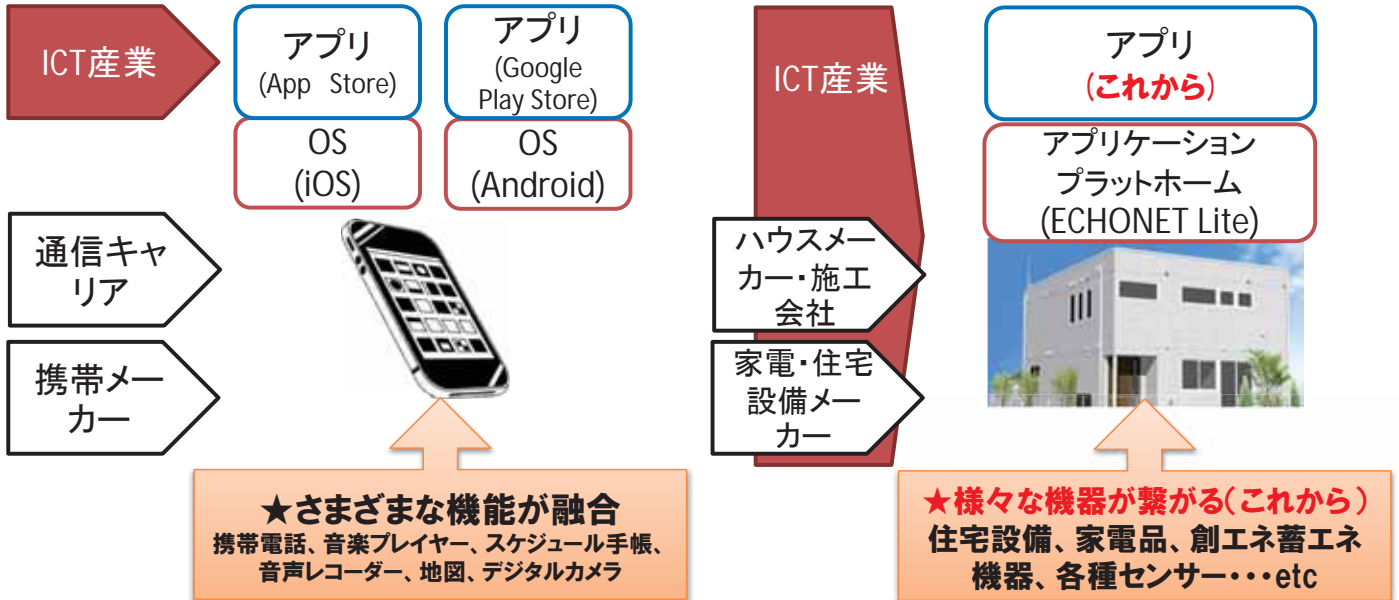 ICT産業
アプリ
(App Store)
アプリ
(Google
Play Store)
OS
(iOS)
OS
(Android)
通信キャ
リア
携帯メー
カー
★さまざまな機能が融合
携帯電話、音楽プレイヤー、スケジュール手帳、
音声レコーダー、地図、デジタルカメラ
ICT産業
アプリ
(これから)
アプリケーション
プラットホーム
(ECHONET Lite)
ハウスメー
カー・施工
会社
家電・住宅
設備メー
カー
★様々な機器が繋がる(これから)
住宅設備、家電品、創エネ蓄エネ
機器、各種センサー・・・etc